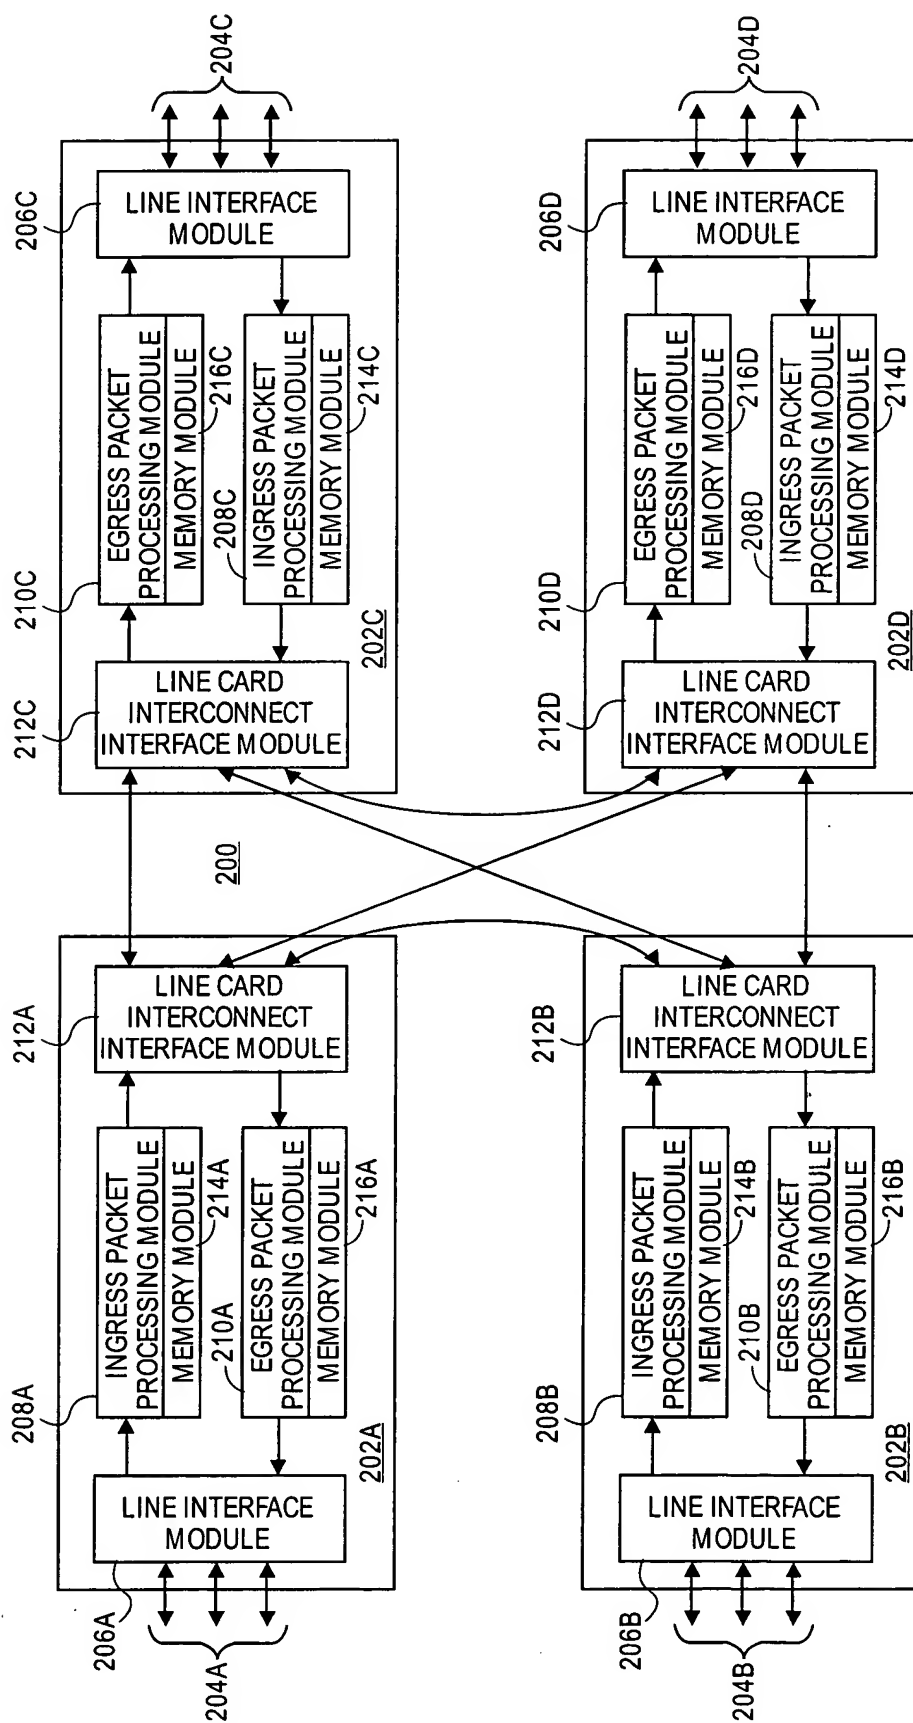 204C
206C
LINE INTERFACE
MODULE
210C
EGRESS PACKET
PROCESSING MODULE
MEMORY MODULE
216C
208C
INGRESS PACKET
PROCESSING MODULE
MEMORY MODULE
214C
212C
LINE CARD
INTERCONNECT
INTERFACE MODULE
202C
204D
206D
LINE INTERFACE
MODULE
210D
EGRESS PACKET
PROCESSING MODULE
MEMORY MODULE
216D
208D
INGRESS PACKET
PROCESSING MODULE
MEMORY MODULE
214D
212D
LINE CARD
INTERCONNECT
INTERFACE MODULE
202D
200
212A
LINE CARD
INTERCONNECT
INTERFACE MODULE
208A
INGRESS PACKET
PROCESSING MODULE
MEMORY MODULE
214A
210A
EGRESS PACKET
PROCESSING MODULE
MEMORY MODULE
216A
202A
LINE INTERFACE
MODULE
206A
204A
212B
LINE CARD
INTERCONNECT
INTERFACE MODULE
208B
INGRESS PACKET
PROCESSING MODULE
MEMORY MODULE
214B
210B
EGRESS PACKET
PROCESSING MODULE
MEMORY MODULE
216B
202B
LINE INTERFACE
MODULE
206B
204B